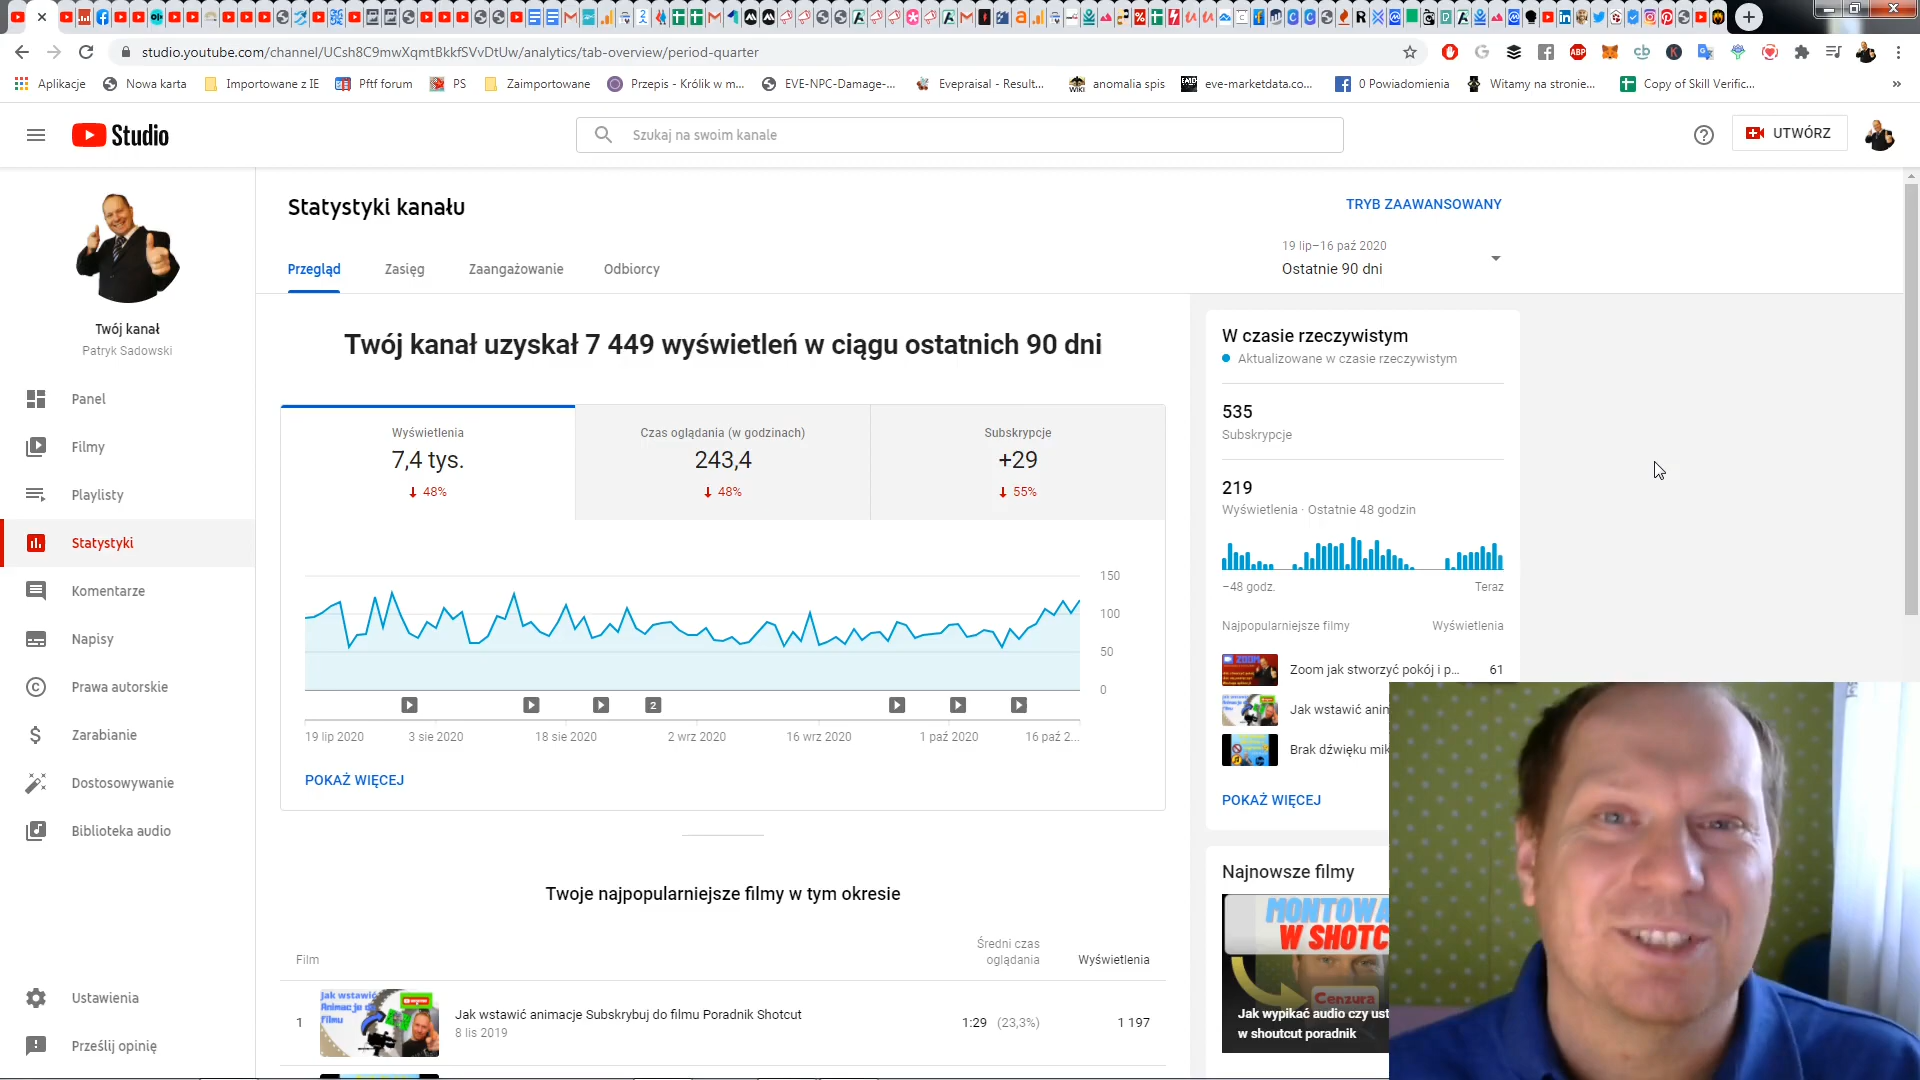 studio.youtube.com/channel/UCsh8C9mwXqmtBkkfSVvDtUw/analytics/tab-overview/period-quarter
Aplikacje
Nowa karta
Importowane z IE
Pftf forum
PS
Zaimportowane
Przepis - Królik w m...
EVE-NPC-Damage-...
Evepraisal - Result...
anomalia spis
eve-marketdata.co...
0 Powiadomienia
Witamy na stronie...
Copy of Skill Verific...
Studio
Szukaj na swoim kanale
UTWÓRZ
Twój kanał
Patryk Sadowski
Panel
Filmy
Playlisty
Statystyki
Komentarze
Napisy
Prawa autorskie
Zarabianie
Dostosowywanie
Biblioteka audio
Ustawienia
Prześlij opinię
Statystyki kanału
TRYB ZAAWANSOWANY
Przegląd
Zasięg
Zaangażowanie
Odbiorcy
19 lip–16 paź 2020
Ostatnie 90 dni
Twój kanał uzyskał 7 449 wyświetleń w ciągu ostatnich 90 dni
Wyświetlenia
7,4 tys.
48%
Czas oglądania (w godzinach)
243,4
48%
Subskrypcje
+29
55%
150
100
50
0
2
19 lip 2020
3 sie 2020
18 sie 2020
2 wrz 2020
16 wrz 2020
1 paź 2020
16 paź 2...
POKAŻ WIĘCEJ
Twoje najpopularniejsze filmy w tym okresie
Film
Średni czas
oglądania
Wyświetlenia
1
Jak wstawić
Animacje do
Filmu
Jak wstawić animacje Subskrybuj do filmu Poradnik Shotcut
8 lis 2019
1:29 (23,3%)
1 197
W czasie rzeczywistym
Aktualizowane w czasie rzeczywistym
535
Subskrypcje
219
Wyświetlenia · Ostatnie 48 godzin
−48 godz.
Teraz
Najpopularniejsze filmy
Wyświetlenia
ZOOM
Zoom jak stworzyć pokój i p...
61
Jak wstawić anim
Brak dźwięku mik
POKAŻ WIĘCEJ
Najnowsze filmy
MONTOWA
W SHOTC
Cenzura
Jak wypikać audio czy ust
w shoutcut poradnik